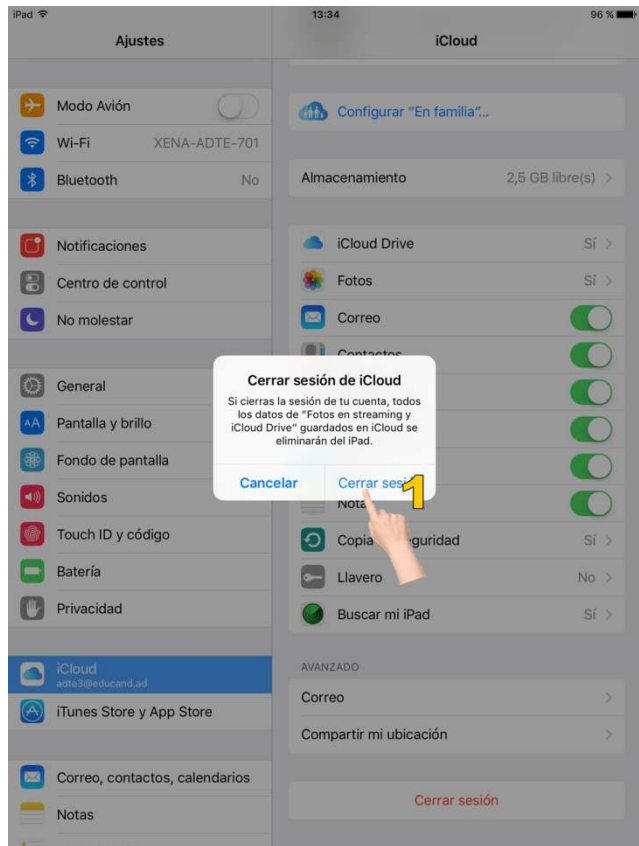 iPad
13:34
96 %
Ajustes
iCloud
Modo Avión
Wi-Fi XENA-ADTE-701
Bluetooth No
Notificaciones
Centro de control
No molestar
General
Pantalla y brillo
Fondo de pantalla
Sonidos
Touch ID y código
Batería
Privacidad
iCloud
adte3@educand.ad
iTunes Store y App Store
Correo, contactos, calendarios
Notas
Configurar “En familia”...
Almacenamiento 2,5 GB libre(s)
iCloud Drive Sí
Fotos Sí
Correo
Contactos
Cerrar sesión de iCloud
Si cierras la sesión de tu cuenta, todos
los datos de “Fotos en streaming y
iCloud Drive” guardados en iCloud se
eliminarán del iPad.
Cancelar
Cerrar
1
Copia Sí
Llavero No
Buscar mi iPad Sí
AVANZADO
Correo
Compartir mi ubicación
Cerrar sesión